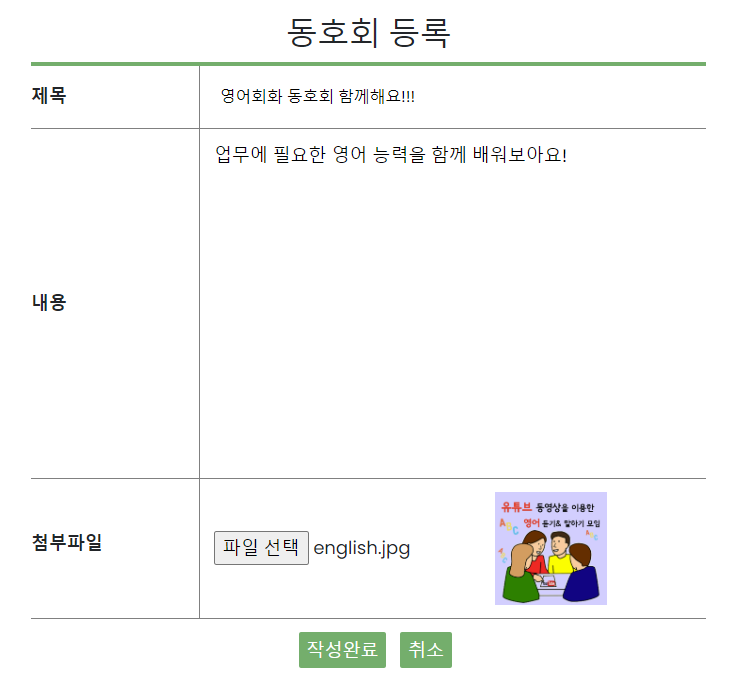 동호회 등록
제목
영어회화 동호회 함께해요!!!
내용
업무에 필요한 영어 능력을 함께 배워보아요!
첨부파일
파일 선택 english.jpg
유튜브 동영상을 이용한
영어 듣기& 말하기 모임
ABC
ABC
작성완료 취소